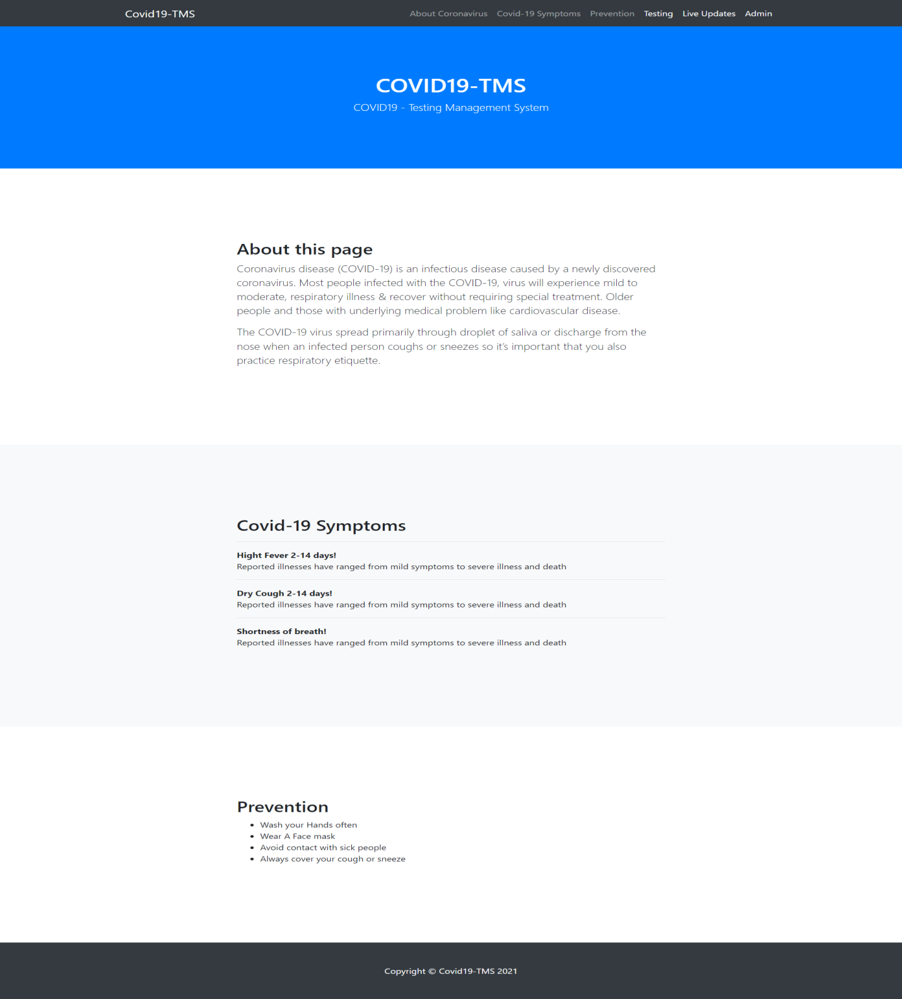 Covid19-TMS
About Coronavirus Covid-19 Symptoms Prevention Testing Live Updates Admin
COVID19-TMS
COVID19 - Testing Management System
About this page
Coronavirus disease (COVID-19) is an infectious disease caused by a newly discovered
coronavirus. Most people infected with the COVID-19, virus will experience mild to
moderate, respiratory illness & recover without requiring special treatment. Older
people and those with underlying medical problem like cardiovascular disease.
The COVID-19 virus spread primarily through droplet of saliva or discharge from the
nose when an infected person coughs or sneezes so it's important that you also
practice respiratory etiquette.
Covid-19 Symptoms
Hight Fever 2-14 days!
Reported illnesses have ranged from mild symptoms to severe illness and death
Dry Cough 2-14 days!
Reported illnesses have ranged from mild symptoms to severe illness and death
Shortness of breath!
Reported illnesses have ranged from mild symptoms to severe illness and death
Prevention
• Wash your Hands often
• Wear A Face mask
• Avoid contact with sick people
• Always cover your cough or sneeze
Copyright © Covid19-TMS 2021